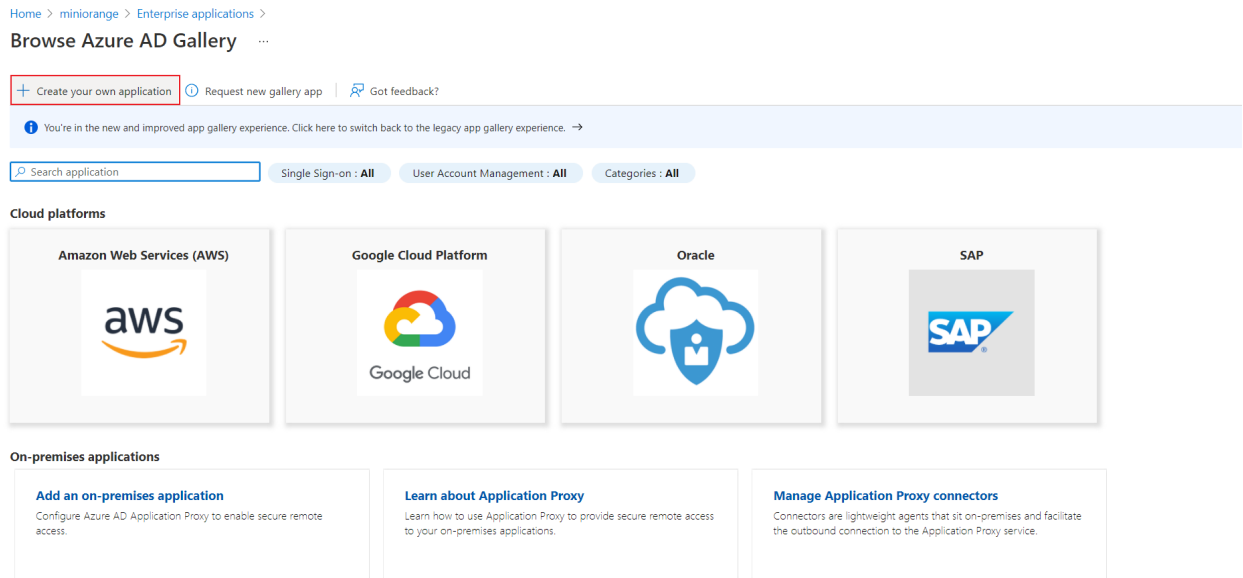 Home > miniorange > Enterprise applications >
Browse Azure AD Gallery ...
+ Create your own application Request new gallery app Got feedback?
You're in the new and improved app gallery experience. Click here to switch back to the legacy app gallery experience. →
Search application Single Sign-on : All User Account Management : All Categories : All
Cloud platforms
Amazon Web Services (AWS) Google Cloud Platform Oracle SAP
aws Google Cloud SAP®
On-premises applications
Add an on-premises application Learn about Application Proxy Manage Application Proxy connectors
Configure Azure AD Application Proxy to enable secure remote Learn how to use Application Proxy to provide secure remote access Connectors are lightweight agents that sit on-premises and facilitate
access. to your on-premises applications. the outbound connection to the Application Proxy service.